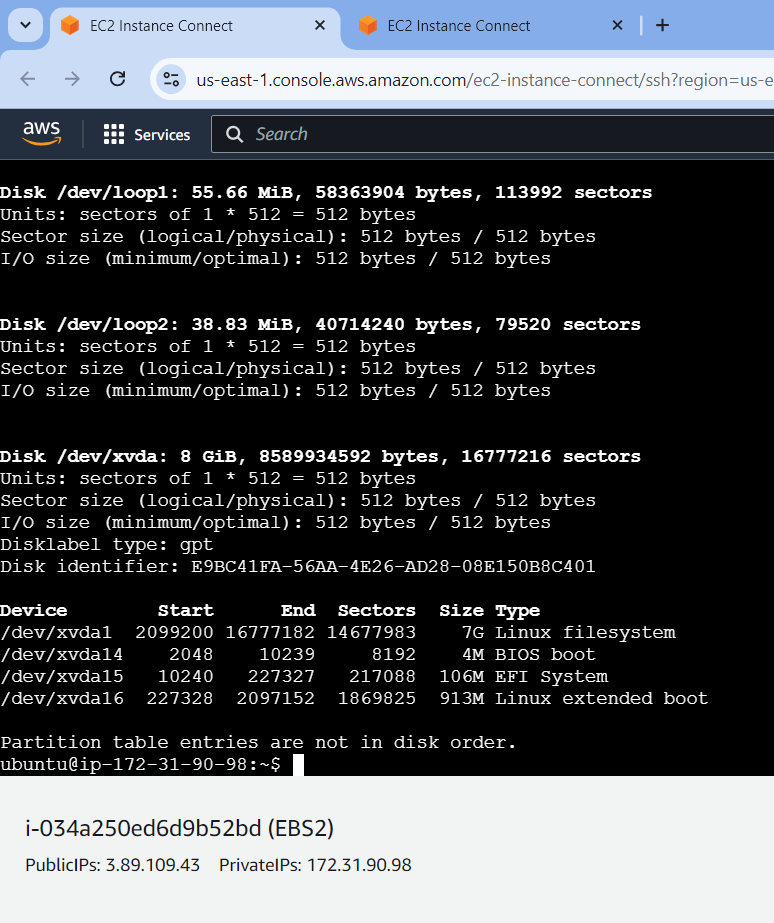 EC2 Instance Connect
EC2 Instance Connect
us-east-1.console.aws.amazon.com/ec2-instance-connect/ssh?region=us-e
aws
Services
Search
Disk /dev/loop1: 55.66 MiB, 58363904 bytes, 113992 sectors
Units: sectors of 1 * 512 = 512 bytes
Sector size (logical/physical): 512 bytes / 512 bytes
I/O size (minimum/optimal): 512 bytes / 512 bytes
Disk /dev/loop2: 38.83 MiB, 40714240 bytes, 79520 sectors
Units: sectors of 1 * 512 = 512 bytes
Sector size (logical/physical): 512 bytes / 512 bytes
I/O size (minimum/optimal): 512 bytes / 512 bytes
Disk /dev/xvda: 8 GiB, 8589934592 bytes, 16777216 sectors
Units: sectors of 1 * 512 = 512 bytes
Sector size (logical/physical): 512 bytes / 512 bytes
I/O size (minimum/optimal): 512 bytes / 512 bytes
Disklabel type: gpt
Disk identifier: E9BC41FA-56AA-4E26-AD28-08E150B8C401
Device Start End Sectors Size Type
/dev/xvda1 2099200 16777182 14677983 7G Linux filesystem
/dev/xvda14 2048 10239 8192 4M BIOS boot
/dev/xvda15 10240 227327 217088 106M EFI System
/dev/xvda16 227328 2097152 1869825 913M Linux extended boot
Partition table entries are not in disk order.
ubuntu@ip-172-31-90-98:~$
i-034a250ed6d9b52bd (EBS2)
PublicIPs: 3.89.109.43 PrivateIPs: 172.31.90.98